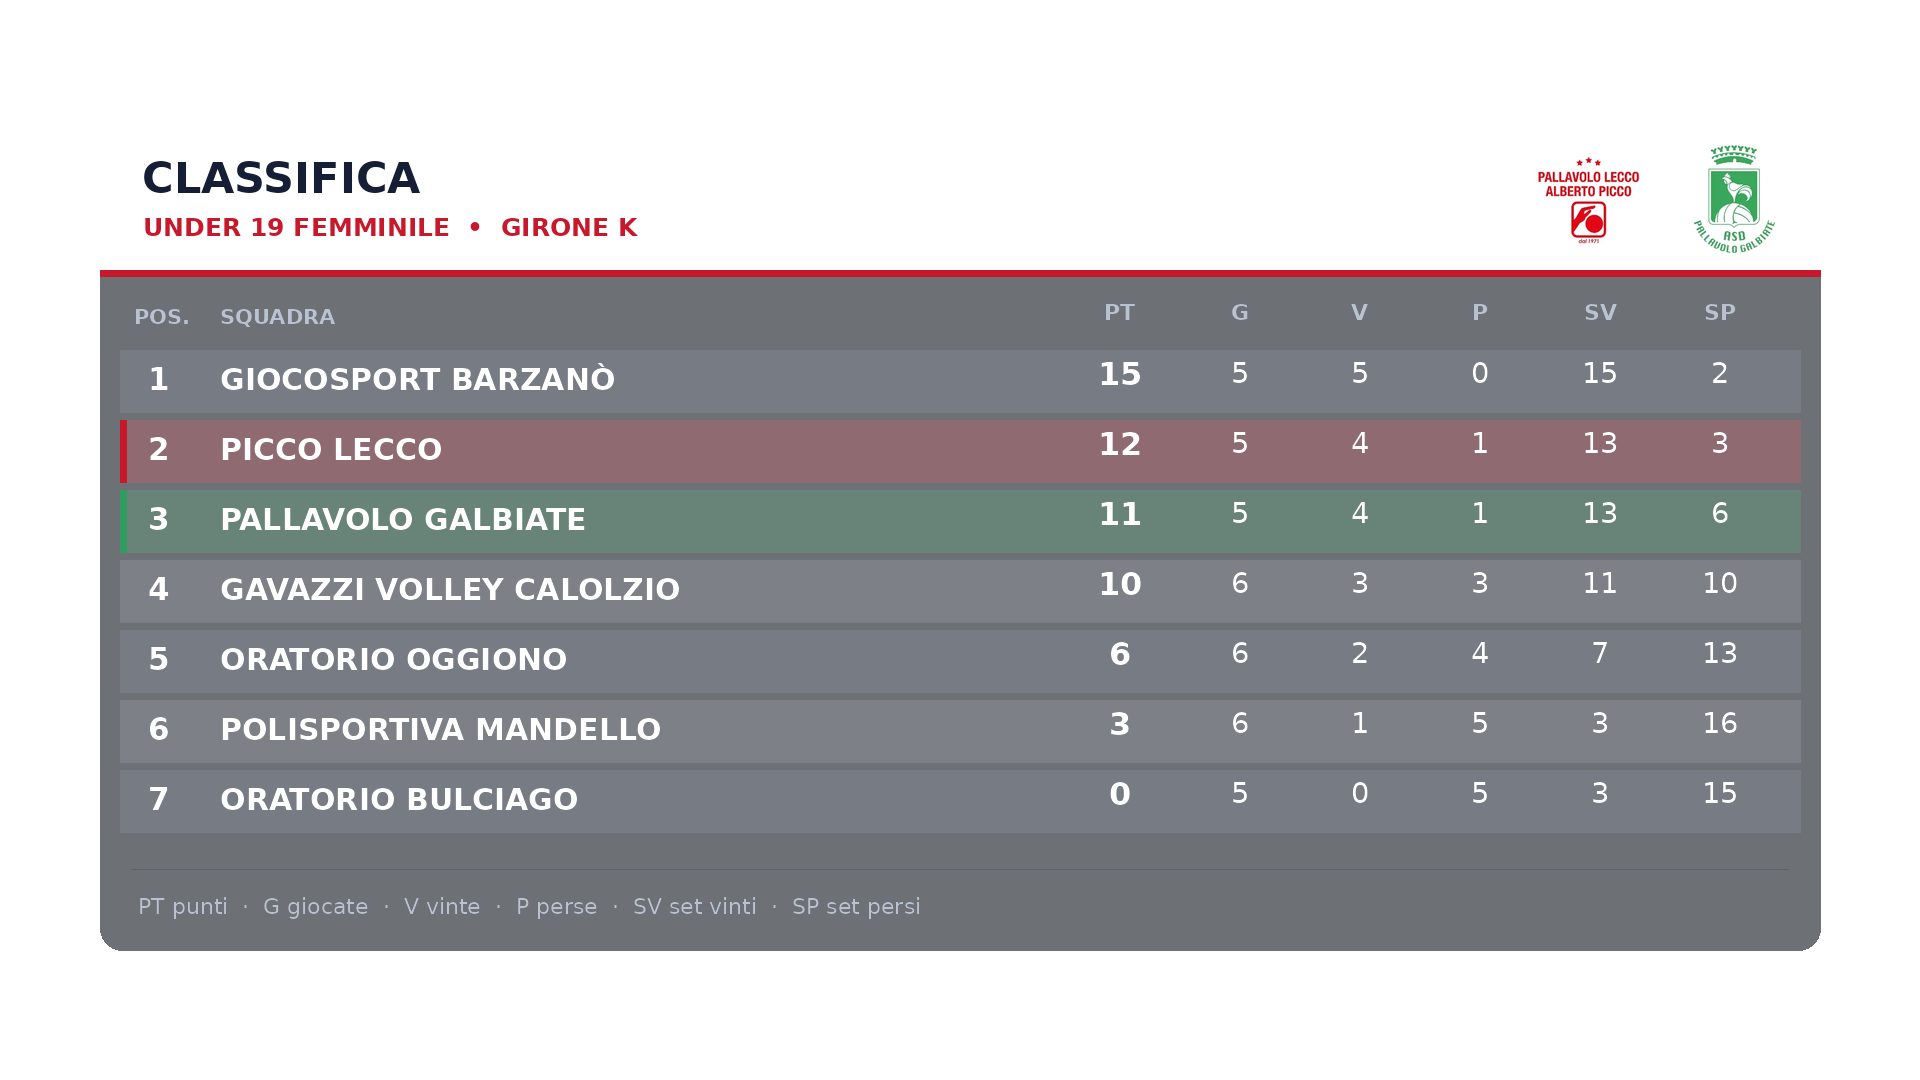 CLASSIFICA
UNDER 19 FEMMINILE • GIRONE K
PALLAVOLO LECCO
ALBERTO PICCO
dal 1971
ASD
PALLAVOLO GALBIATE
POS. SQUADRA PT G V P SV SP
1 GIOCOSPORT BARZANÒ 15 5 5 0 15 2
2 PICCO LECCO 12 5 4 1 13 3
3 PALLAVOLO GALBIATE 11 5 4 1 13 6
4 GAVAZZI VOLLEY CALOLZIO 10 6 3 3 11 10
5 ORATORIO OGGIONO 6 6 2 4 7 13
6 POLISPORTIVA MANDELLO 3 6 1 5 3 16
7 ORATORIO BULCIAGO 0 5 0 5 3 15
PT punti · G giocate · V vinte · P perse · SV set vinti · SP set persi